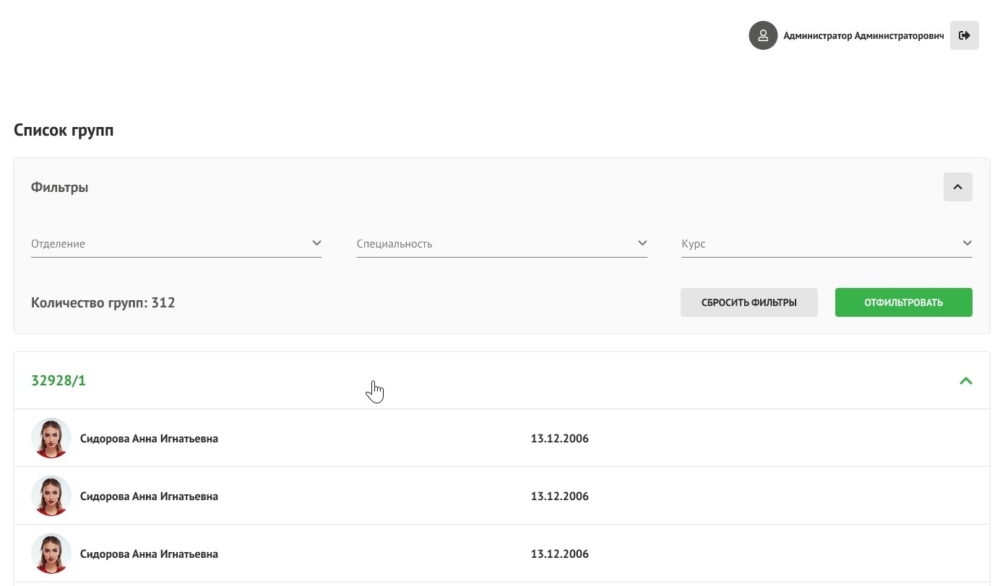 Администратор Администраторович
Список групп
Фильтры
Отделение
Специальность
Курс
Количество групп: 312
СБРОСИТЬ ФИЛЬТРЫ
ОТФИЛЬТРОВАТЬ
32928/1
Сидорова Анна Игнатьевна 13.12.2006
Сидорова Анна Игнатьевна 13.12.2006
Сидорова Анна Игнатьевна 13.12.2006